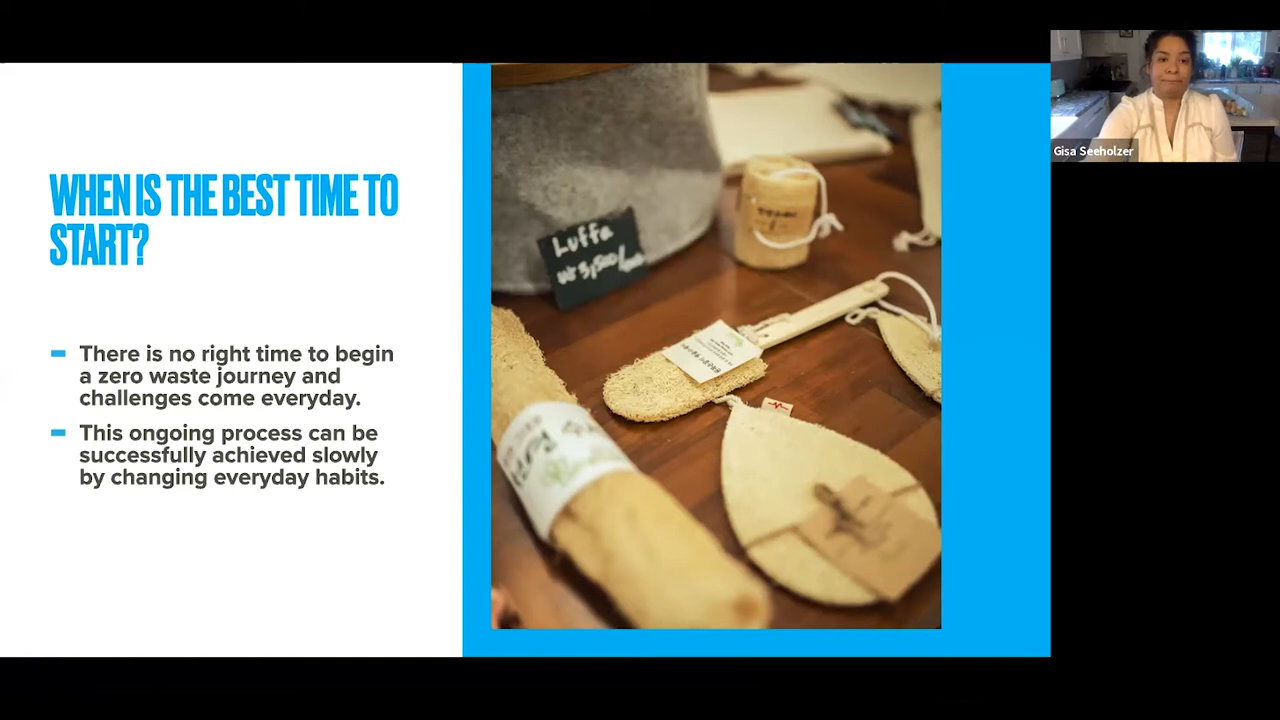 WHEN IS THE BEST TIME TO
START?
There is no right time to begin
a zero waste journey and
challenges come everyday.
This ongoing process can be
successfully achieved slowly
by changing everyday habits.
Luffa
Gisa Seeholzer